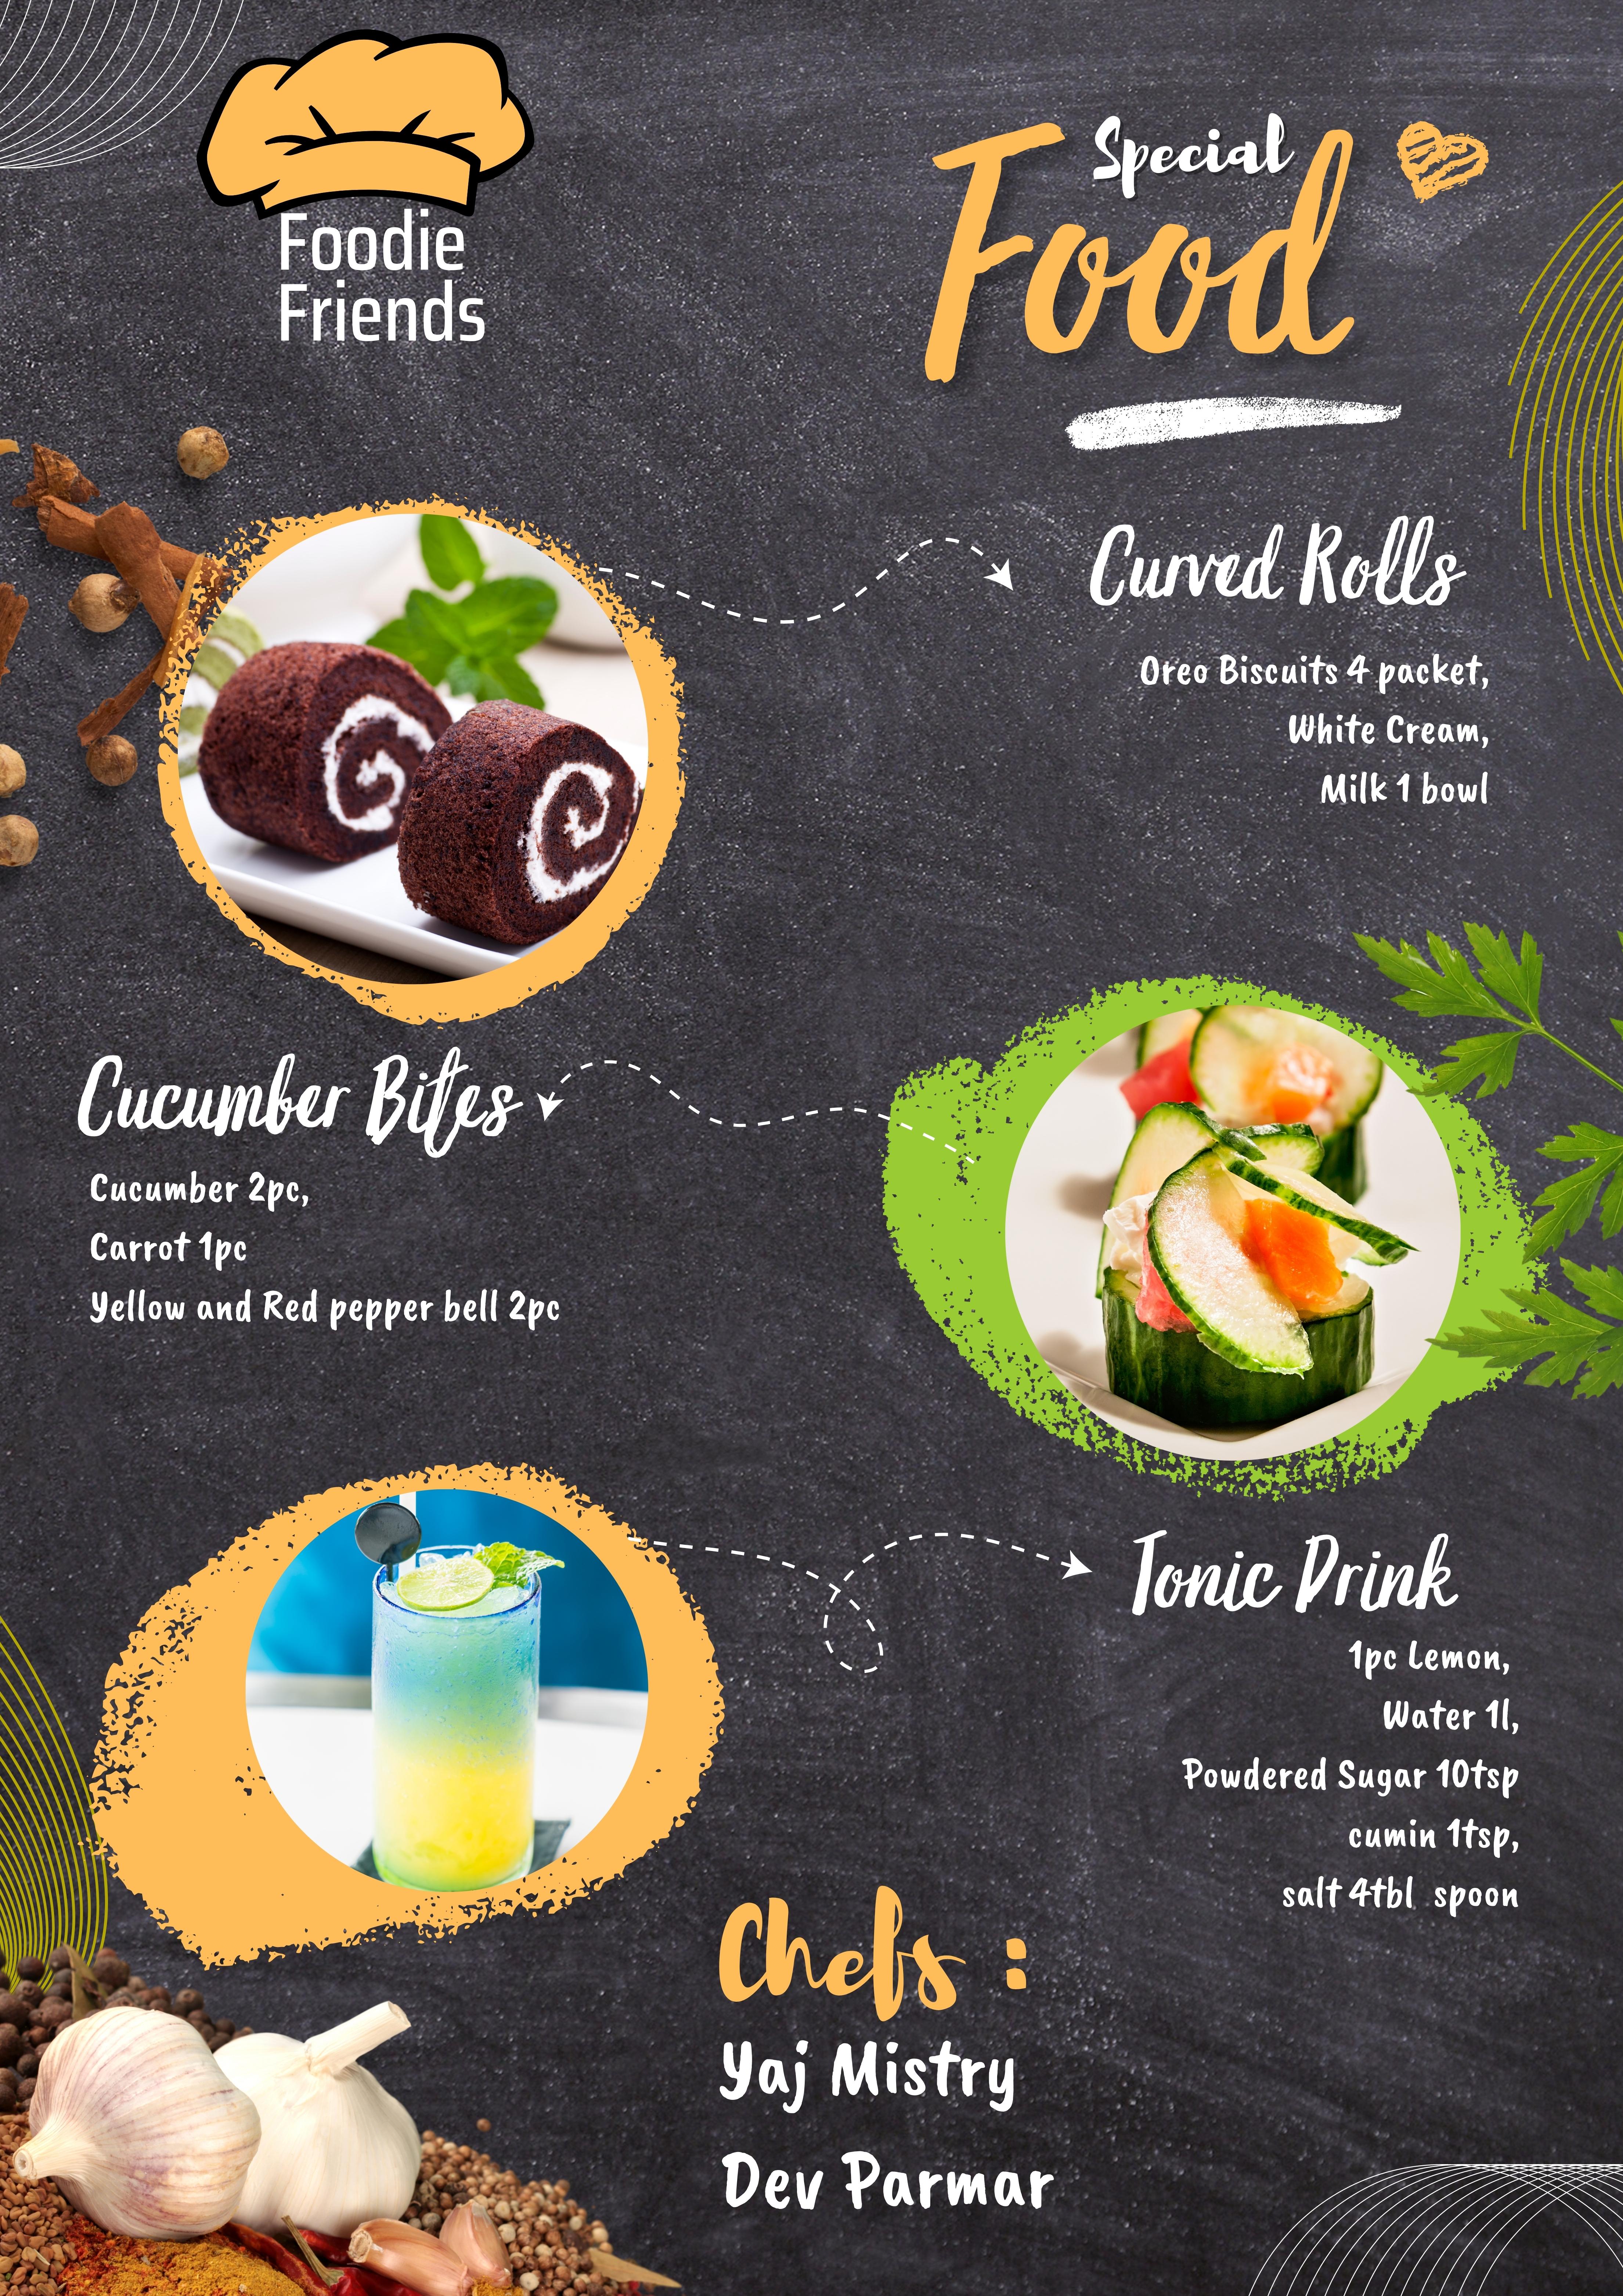 Foodie
Friends
Special
Food
Curved Rolls
Oreo Biscuits 4 packet,
White Cream,
Milk 1 bowl
Cucumber Bites
Cucumber 2pc,
Carrot 1pc
Yellow and Red pepper bell 2pc
Tonic Drink
1pc Lemon,
Water 1l,
Powdered Sugar 10tsp
cumin 1tsp,
salt 4tbl spoon
Chefs :
Yaj Mistry
Dev Parmar